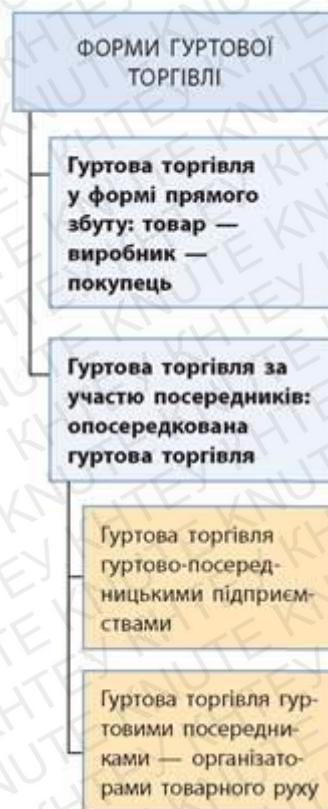 ФОРМИ ГУРТОВОЇ
ТОРГІВЛІ
Гуртова торгівля
у формі прямого
збуту: товар —
виробник —
покупець
Гуртова торгівля за
участю посередників:
опосередкована
гуртова торгівля
Гуртова торгівля
гуртово-посеред-
ницькими підприєм-
ствами
Гуртова торгівля гур-
товими посередни-
ками — організато-
рами товарного руху